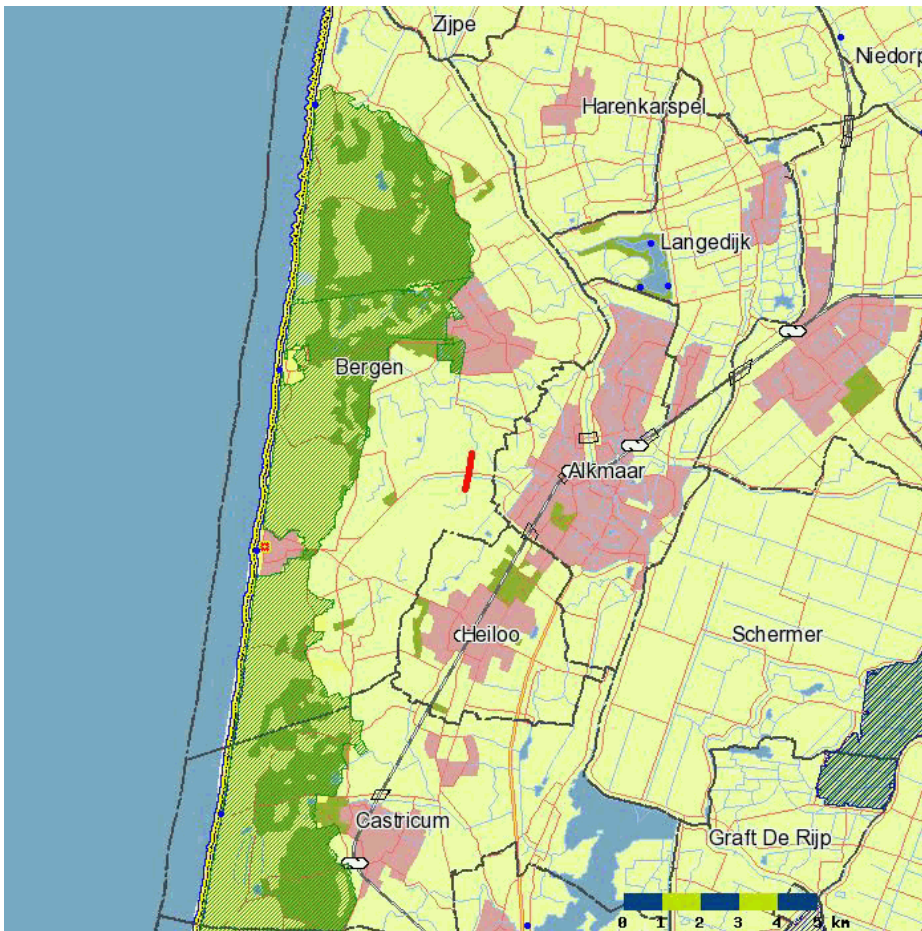 Zijpe
Niedorp
Harenkarspel
Langedijk
Bergen
Alkmaar
Heiloo
Schermer
Castricum
Graft De Rijp
0 1 2 3 4 5 km